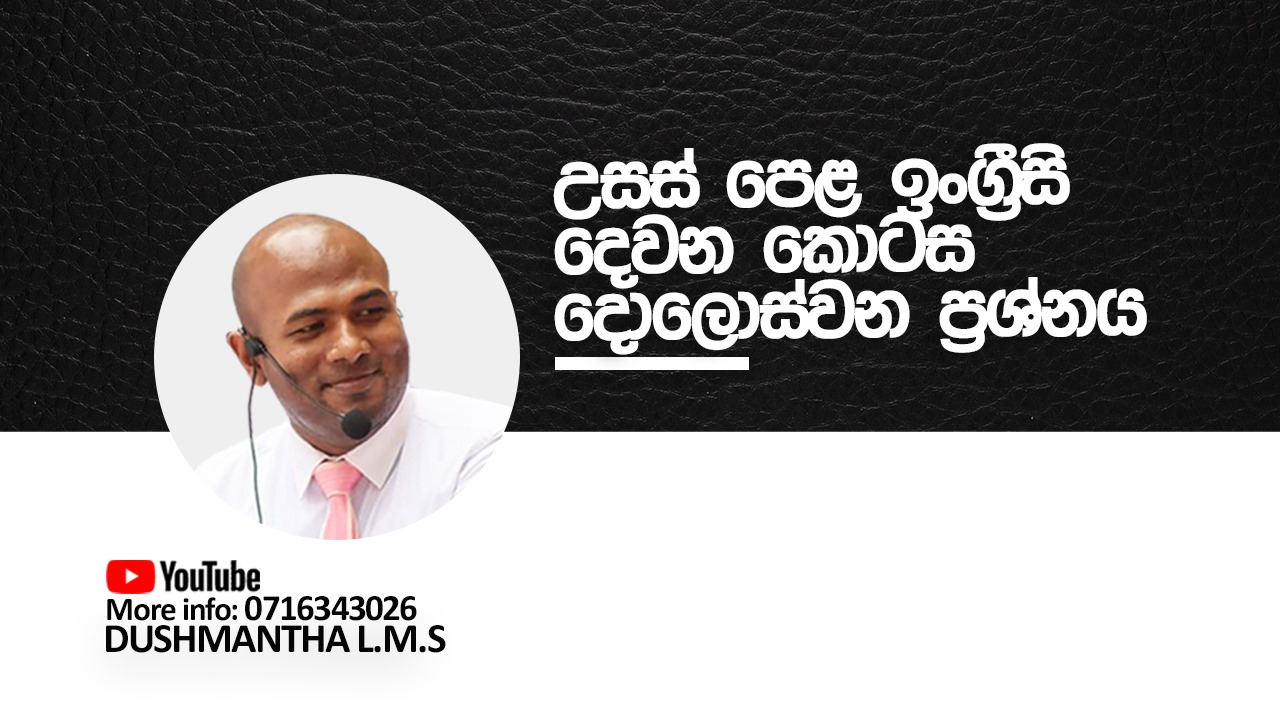 උසස් පෙළ ඉංග්‍රීසි
දෙවන කොටස
දොලොස්වන ප්‍රශ්නය
YouTube
More info: 0716343026
DUSHMANTHA L.M.S